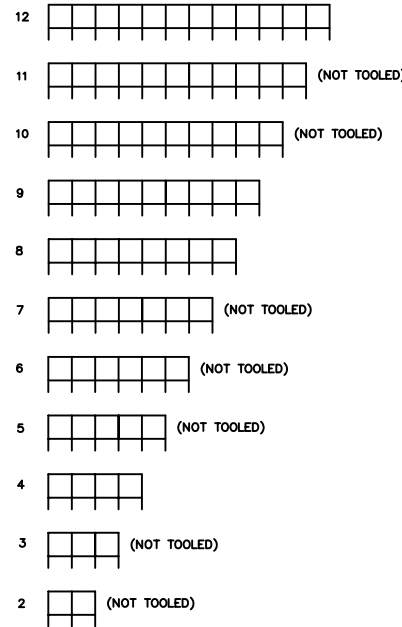 12
11 (NOT TOOLED)
10 (NOT TOOLED)
9
8
7 (NOT TOOLED)
6 (NOT TOOLED)
5 (NOT TOOLED)
4
3 (NOT TOOLED)
2 (NOT TOOLED)